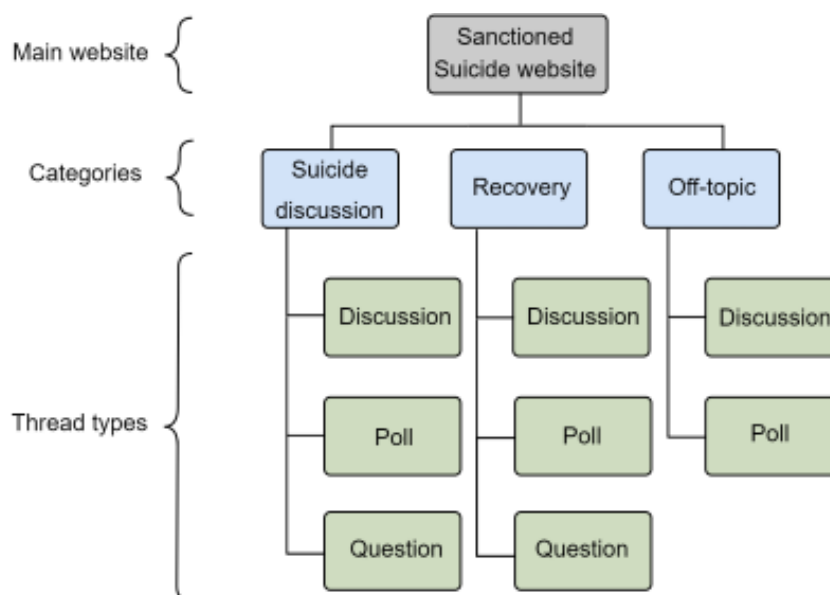 Main website
Sanctioned
Suicide website
Categories
Suicide
discussion
Recovery
Off-topic
Thread types
Discussion
Discussion
Discussion
Poll
Poll
Poll
Question
Question